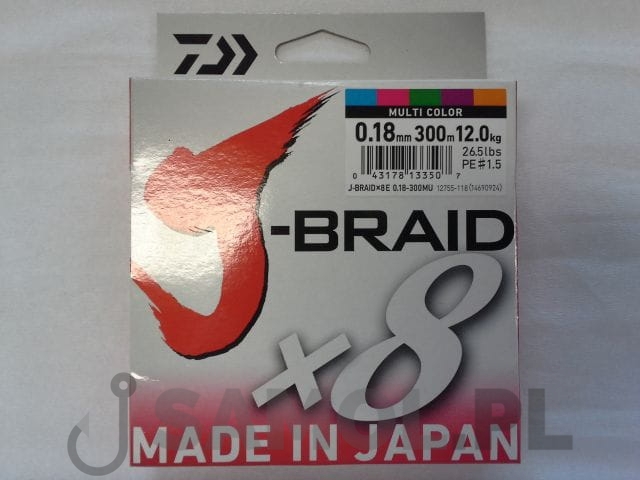 MULTI COLOR
0.18mm 300m 12.0kg
26.5lbs
PE#1.5
0 43178 13350 7
J-BRAID×8E 0.18-300MU 12755-118(14690924)
J-BRAID
×8
MADE IN JAPAN